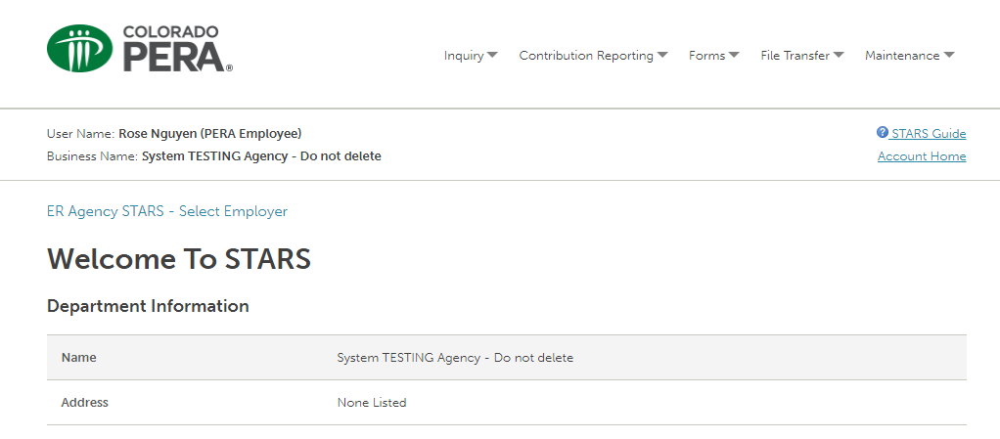 COLORADO
PERA®
Inquiry Contribution Reporting Forms File Transfer Maintenance
User Name: Rose Nguyen (PERA Employee)
? STARS Guide
Business Name: System TESTING Agency - Do not delete
Account Home
ER Agency STARS - Select Employer
Welcome To STARS
Department Information
Name System TESTING Agency - Do not delete
Address None Listed